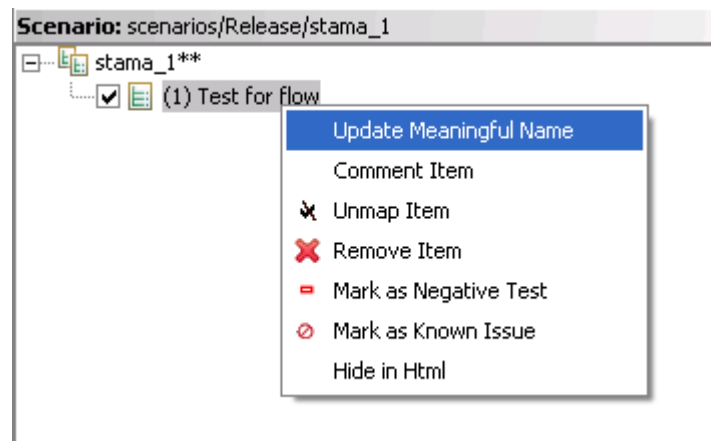 Scenario: scenarios/Release/stama_1
stama_1**
(1) Test for flow
Update Meaningful Name
Comment Item
Unmap Item
Remove Item
Mark as Negative Test
Mark as Known Issue
Hide in Html